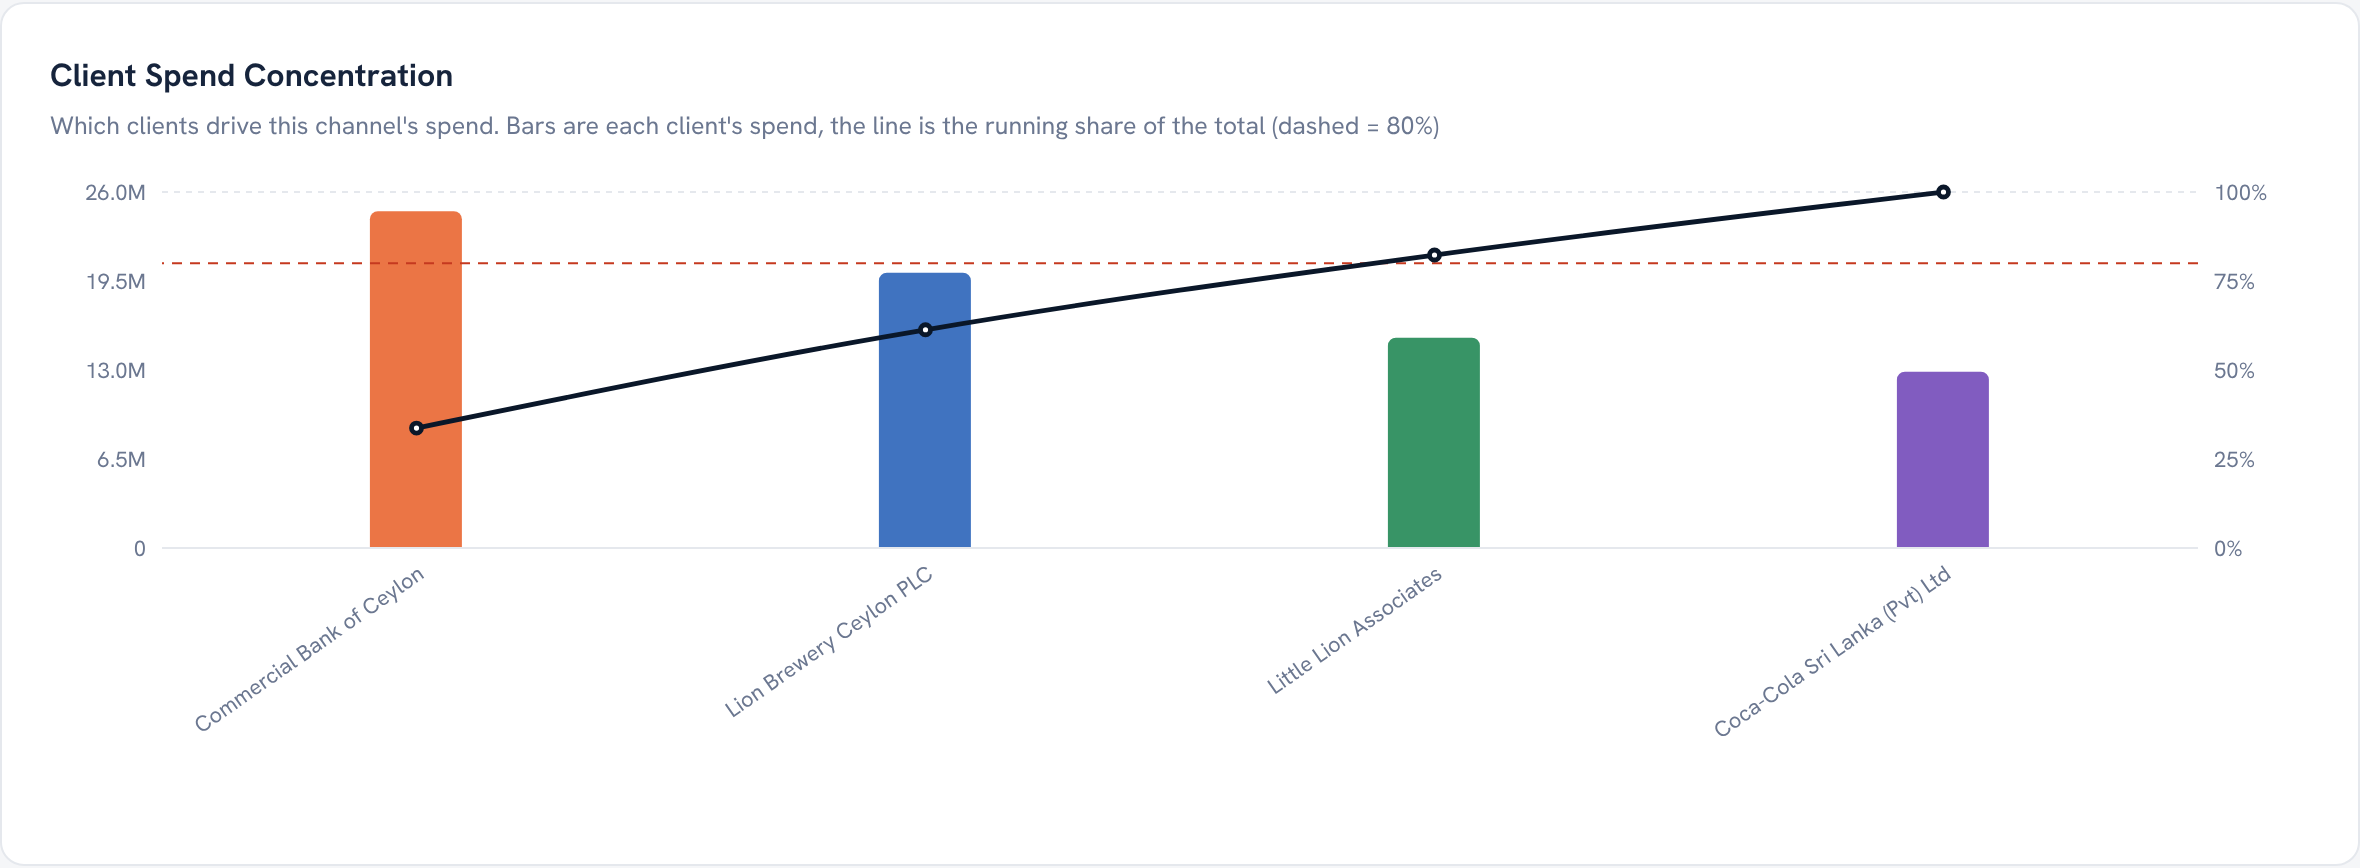 Client Spend Concentration
Which clients drive this channel's spend. Bars are each client's spend, the line is the running share of the total (dashed = 80%)
26.0M
19.5M
13.0M
6.5M
0
100%
75%
50%
25%
0%
Commercial Bank of Ceylon
Lion Brewery Ceylon PLC
Little Lion Associates
Coca-Cola Sri Lanka (Pvt) Ltd